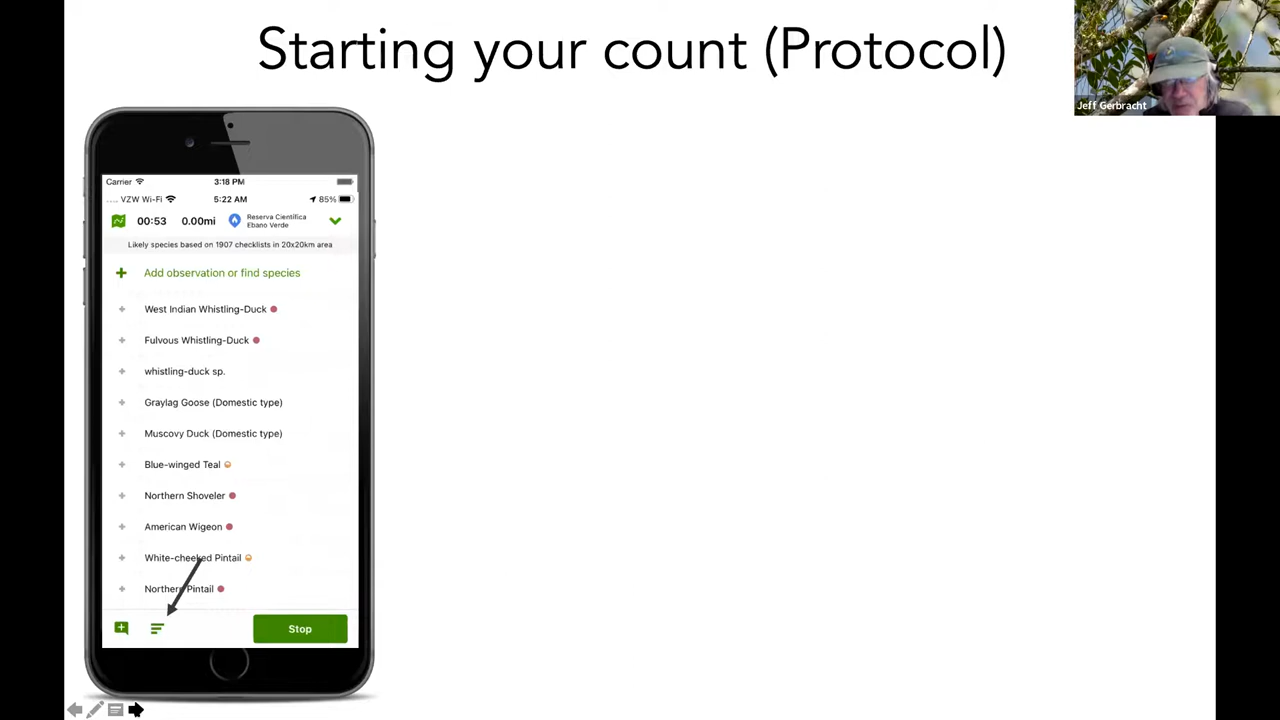 Starting your count (Protocol)
Jeff Gerbracht
Carrier 3:18 PM
.... VZW Wi-Fi 5:22 AM 85%
00:53 0.00mi Reserva Científica
Ebano Verde
Likely species based on 1907 checklists in 20x20km area
+ Add observation or find species
+ West Indian Whistling-Duck
+ Fulvous Whistling-Duck
+ whistling-duck sp.
+ Graylag Goose (Domestic type)
+ Muscovy Duck (Domestic type)
+ Blue-winged Teal
+ Northern Shoveler
+ American Wigeon
+ White-cheeked Pintail
+ Northern Pintail
Stop